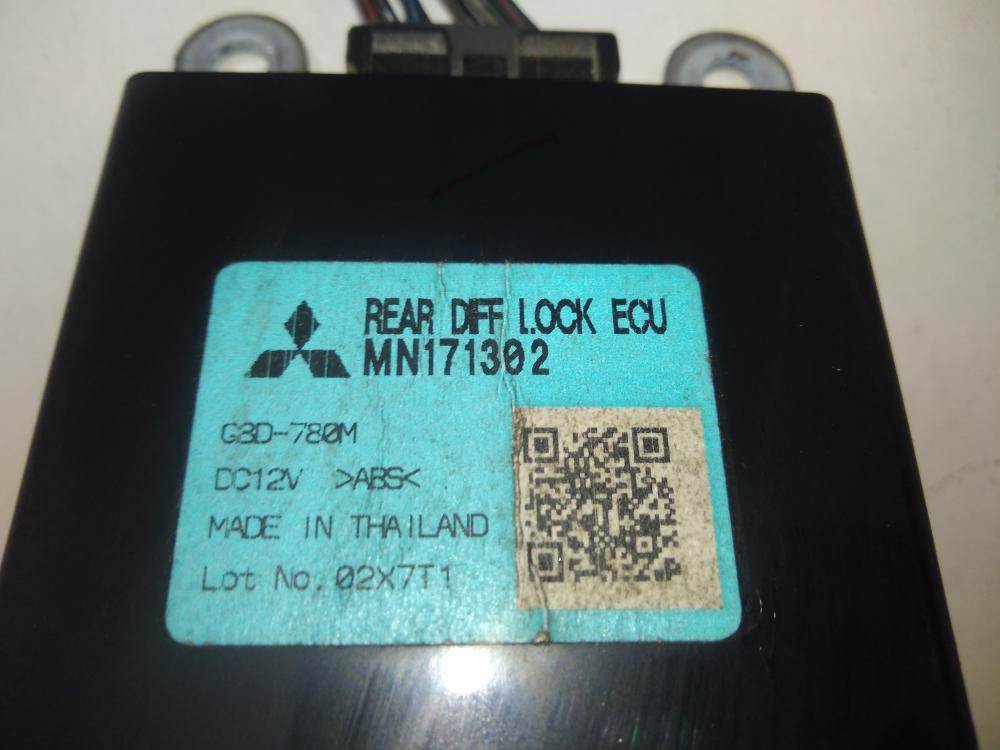 REAR DIFF LOCK ECU
MN171302
G3D-780M
DC12V >ABS<
MADE IN THAILAND
Lot No. 02X7T1